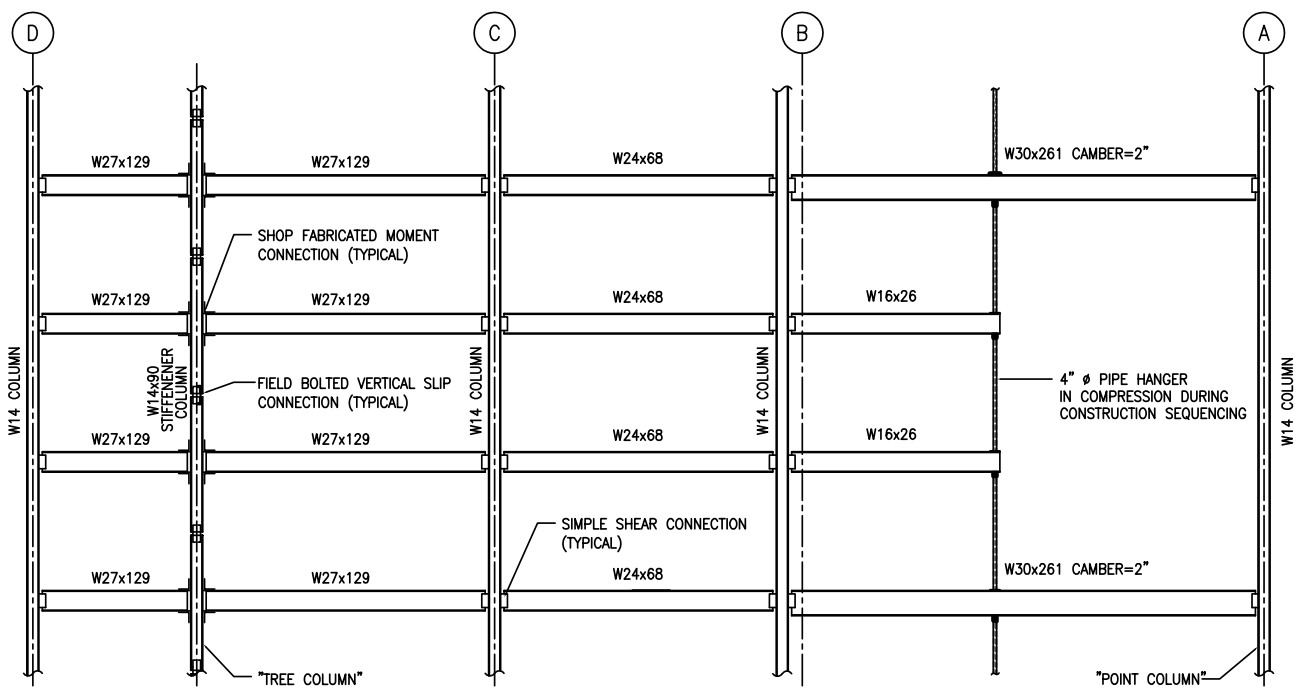 D
C
B
A
W27x129
W27x129
W24x68
W30x261 CAMBER=2"
SHOP FABRICATED MOMENT
CONNECTION (TYPICAL)
W27x129
W27x129
W24x68
W16x26
W14 COLUMN
W14x90
STIFFENENER
COLUMN
FIELD BOLTED VERTICAL SLIP
CONNECTION (TYPICAL)
W14 COLUMN
W14 COLUMN
4" ø PIPE HANGER
IN COMPRESSION DURING
CONSTRUCTION SEQUENCING
W14 COLUMN
W27x129
W27x129
W24x68
W16x26
SIMPLE SHEAR CONNECTION
(TYPICAL)
W27x129
W27x129
W24x68
W30x261 CAMBER=2"
"TREE COLUMN"
"POINT COLUMN"